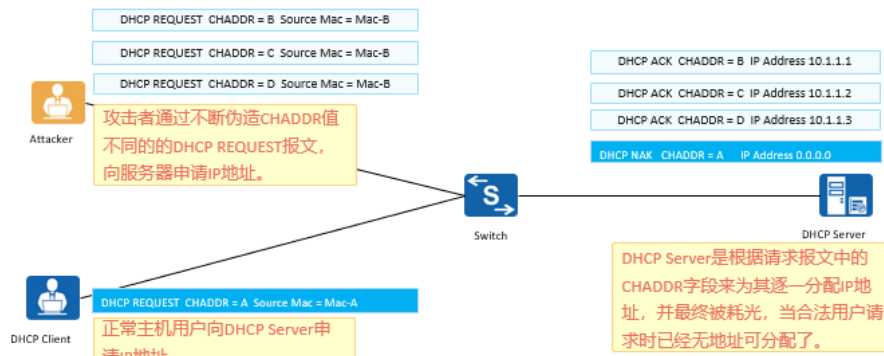 DHCP REQUEST CHADDR = B Source Mac = Mac-B
DHCP REQUEST CHADDR = C Source Mac = Mac-B
DHCP REQUEST CHADDR = D Source Mac = Mac-B
Attacker
攻击者通过不断伪造CHADDR值
不同的的DHCP REQUEST报文，
向服务器申请IP地址。
DHCP ACK CHADDR = B IP Address 10.1.1.1
DHCP ACK CHADDR = C IP Address 10.1.1.2
DHCP ACK CHADDR = D IP Address 10.1.1.3
DHCP NAK CHADDR = A IP Address 0.0.0.0
S
Switch
DHCP Server
DHCP Server是根据请求报文中的
CHADDR字段来为其逐一分配IP地
址，并最终被耗光，当合法用户请
求时已经无地址可分配了。
DHCP Client
DHCP REQUEST CHADDR = A Source Mac = Mac-A
正常主机用户向DHCP Server申
请IP地址